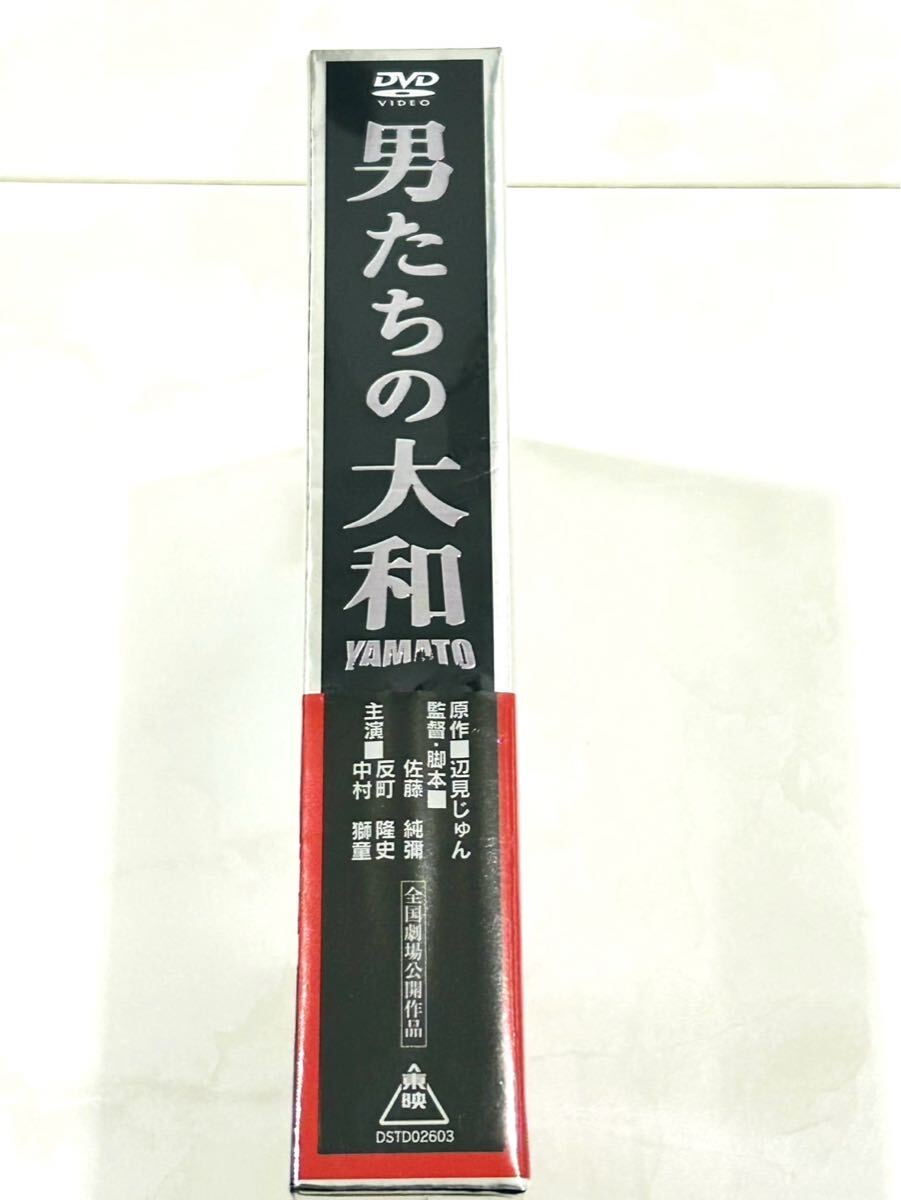 DVD
VIDEO
男たちの大和
YAMATO
原作■辺見じゅん
監督・脚本■
佐藤 純彌
主演■
反町 隆史
中村 獅童
全国劇場公開作品
東映
DSTD02603